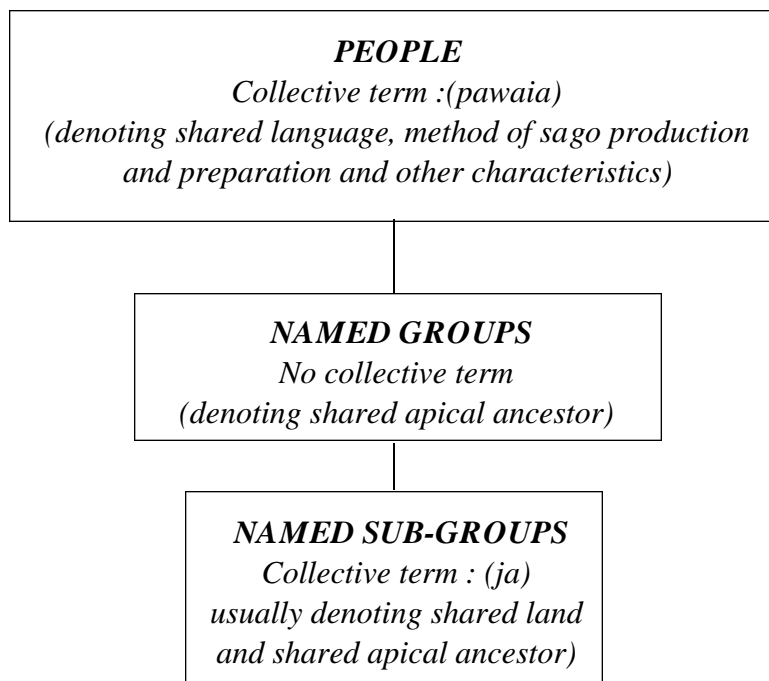 PEOPLE
Collective term :(pawaia)
(denoting shared language, method of sago production
and preparation and other characteristics)
NAMED GROUPS
No collective term
(denoting shared apical ancestor)
NAMED SUB-GROUPS
Collective term : (ja)
usually denoting shared land
and shared apical ancestor)